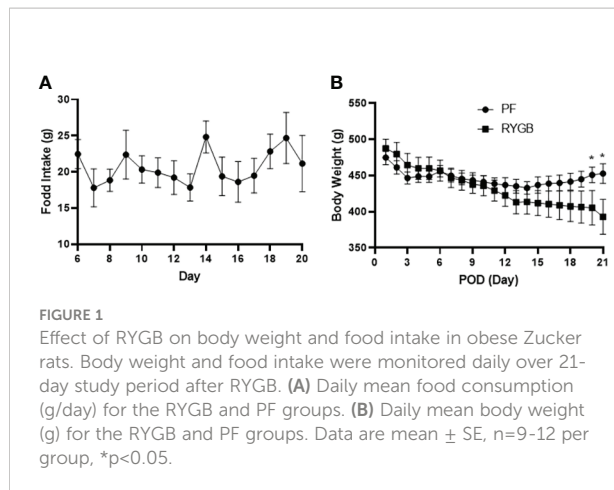 A
B
30
25
20
15
10
Fodd Intake (g)
6 8 10 12 14 16 18 20
Day
PF
RYGB
550
500
450
400
350
Body Weight (g)
* *
0 3 6 9 12 15 18 21
POD (Day)
FIGURE 1
Effect of RYGB on body weight and food intake in obese Zucker
rats. Body weight and food intake were monitored daily over 21-
day study period after RYGB. (A) Daily mean food consumption
(g/day) for the RYGB and PF groups. (B) Daily mean body weight
(g) for the RYGB and PF groups. Data are mean ± SE, n=9-12 per
group, *p<0.05.